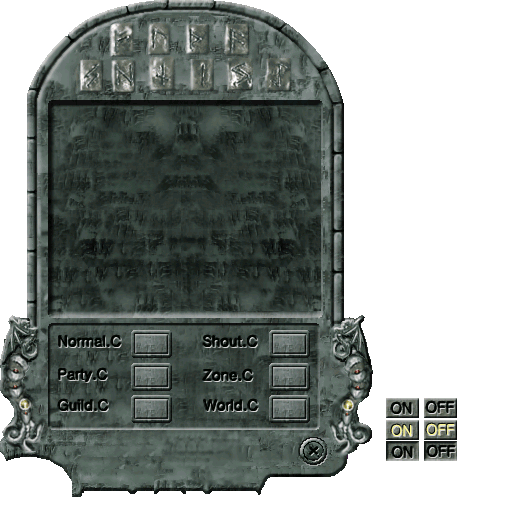 Normal.C Shout.C
Party.C Zone.C
Guild.C World.C
ON OFF
ON OFF
ON OFF